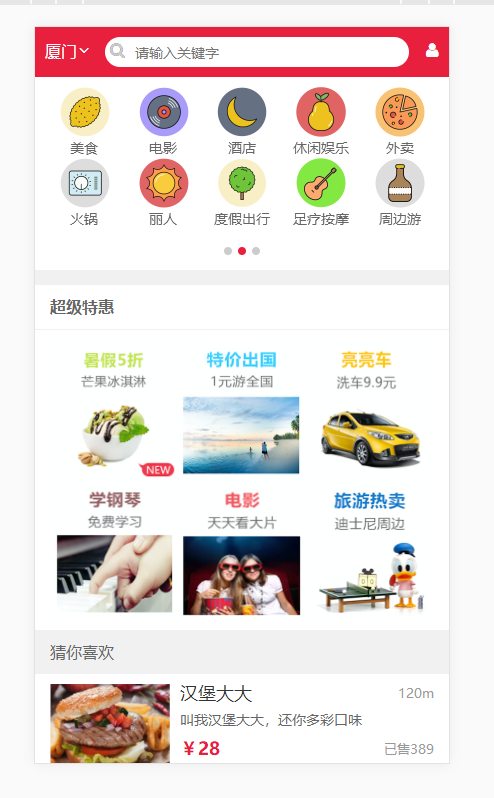 厦门 请输入关键字
美食 电影 酒店 休闲娱乐 外卖
火锅 丽人 度假出行 足疗按摩 周边游
超级特惠
暑假5折 特价出国 亮亮车
芒果冰淇淋 1元游全国 洗车9.9元
NEW
学钢琴 电影 旅游热卖
免费学习 天天看大片 迪士尼周边
猜你喜欢
汉堡大大 120m
叫我汉堡大大，还你多彩口味
￥28 已售389